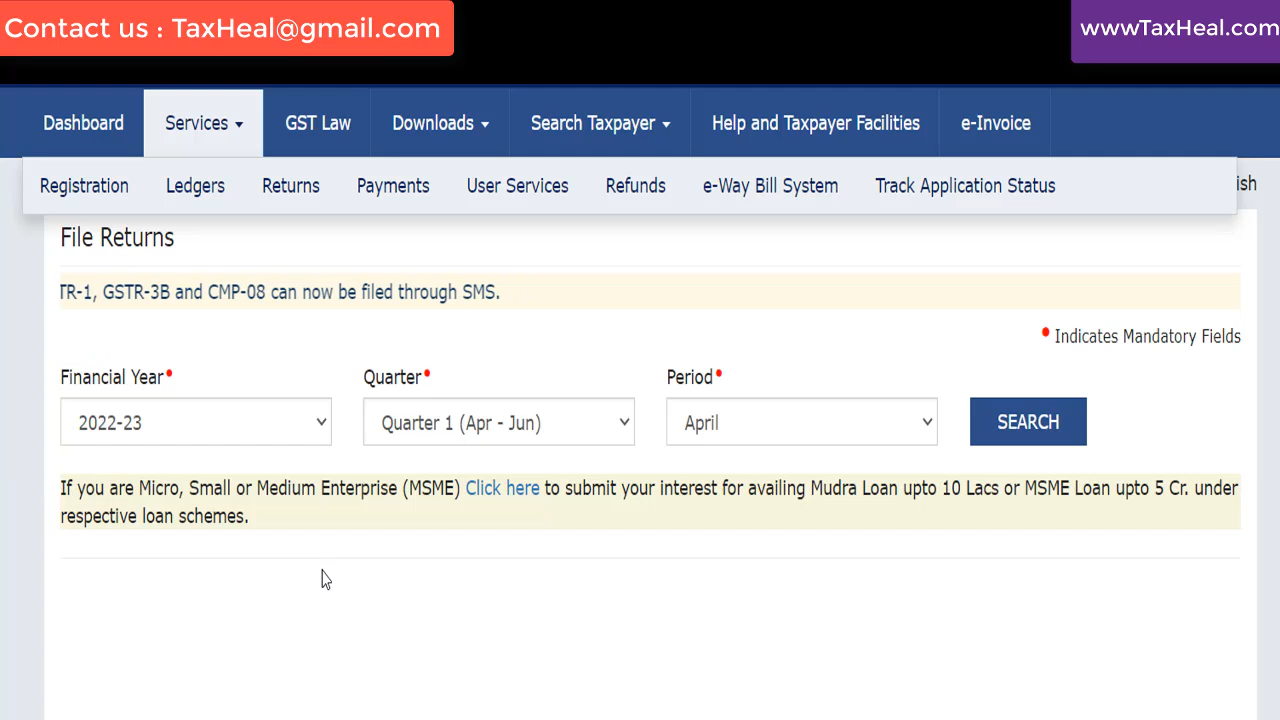 Contact us : TaxHeal@gmail.com
wwwTaxHeal.com
Dashboard Services GST Law Downloads Search Taxpayer Help and Taxpayer Facilities e-Invoice
Registration Ledgers Returns Payments User Services Refunds e-Way Bill System Track Application Status
File Returns
TR-1, GSTR-3B and CMP-08 can now be filed through SMS.
• Indicates Mandatory Fields
Financial Year• Quarter• Period•
2022-23 Quarter 1 (Apr - Jun) April SEARCH
If you are Micro, Small or Medium Enterprise (MSME) Click here to submit your interest for availing Mudra Loan upto 10 Lacs or MSME Loan upto 5 Cr. under
respective loan schemes.